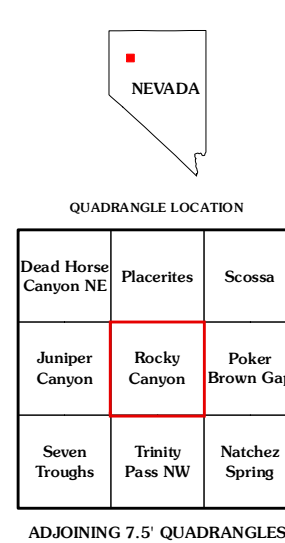 NEVADA
QUADRANGLE LOCATION
Dead Horse
Canyon NE
Placerites
Scossa
Juniper
Canyon
Rocky
Canyon
Poker
Brown Gap
Seven
Troughs
Trinity
Pass NW
Natchez
Spring
ADJOINING 7.5' QUADRANGLES